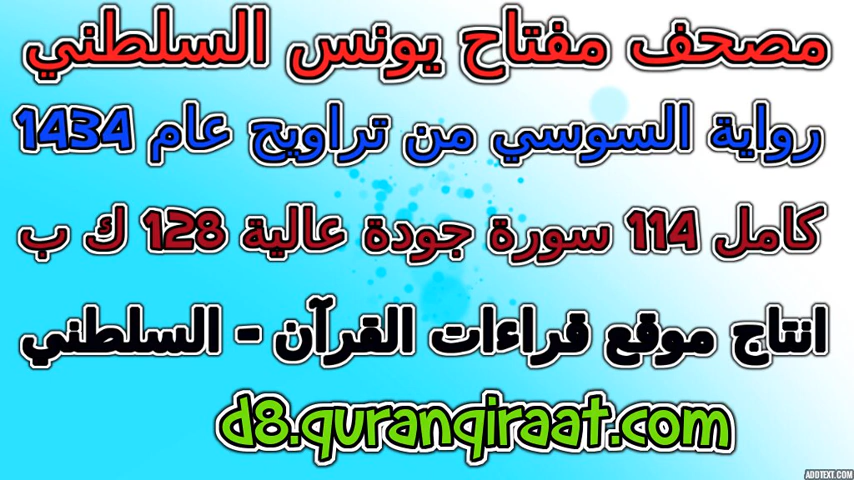 مصحف مفتاح يونس السلطني
رواية السوسي من تراويح عام 1434
كامل 114 سورة جودة عالية 128 ك ب
انتاج موقع قراءات القرآن - السلطني
d8.quranqiraat.com
ADDTEXT.COM